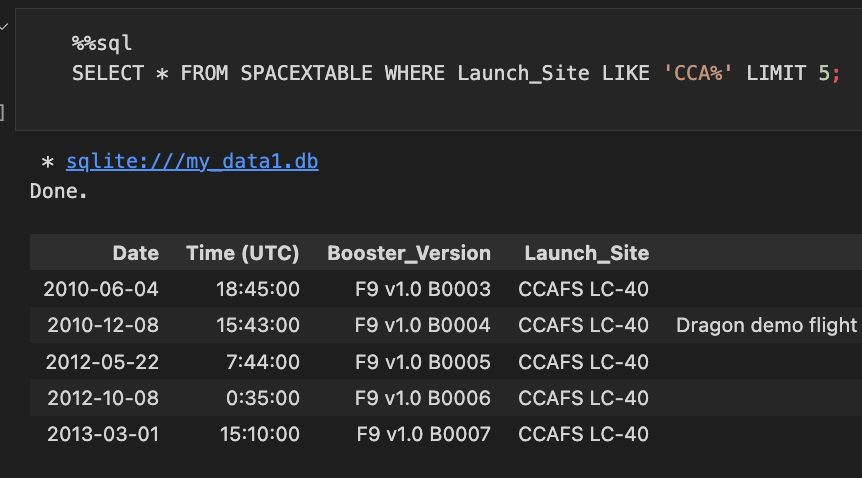 %%sql
SELECT * FROM SPACEXTABLE WHERE Launch_Site LIKE 'CCA%' LIMIT 5;
]
* sqlite:///my_data1.db
Done.
Date Time (UTC) Booster_Version Launch_Site
2010-06-04 18:45:00 F9 v1.0 B0003 CCAFS LC-40
2010-12-08 15:43:00 F9 v1.0 B0004 CCAFS LC-40 Dragon demo flight
2012-05-22 7:44:00 F9 v1.0 B0005 CCAFS LC-40
2012-10-08 0:35:00 F9 v1.0 B0006 CCAFS LC-40
2013-03-01 15:10:00 F9 v1.0 B0007 CCAFS LC-40